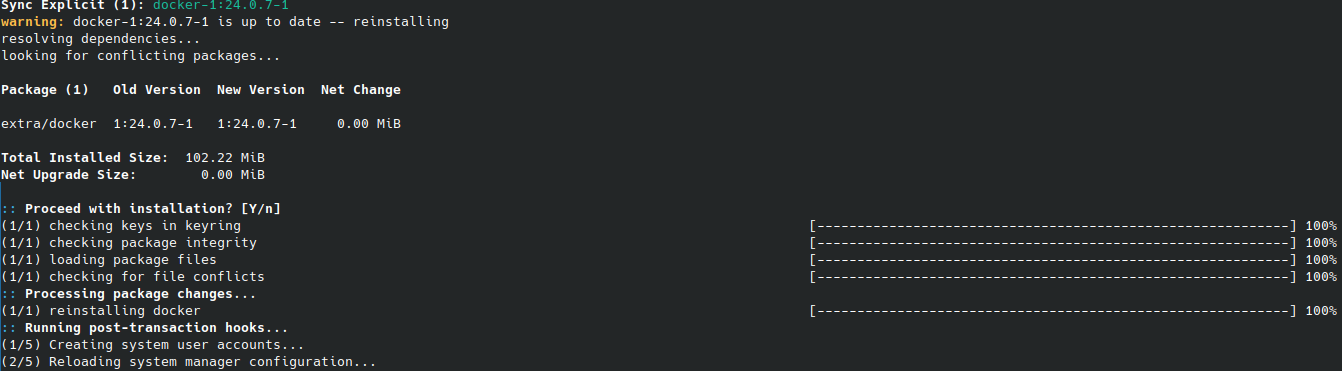 Sync Explicit (1): docker-1:24.0.7-1
warning: docker-1:24.0.7-1 is up to date -- reinstalling
resolving dependencies...
looking for conflicting packages...
Package (1)   Old Version  New Version  Net Change
extra/docker  1:24.0.7-1   1:24.0.7-1     0.00 MiB
Total Installed Size:  102.22 MiB
Net Upgrade Size:        0.00 MiB
:: Proceed with installation? [Y/n]
(1/1) checking keys in keyring [-----------------------------------------------------------] 100%
(1/1) checking package integrity [-----------------------------------------------------------] 100%
(1/1) loading package files [-----------------------------------------------------------] 100%
(1/1) checking for file conflicts [-----------------------------------------------------------] 100%
:: Processing package changes...
(1/1) reinstalling docker [-----------------------------------------------------------] 100%
:: Running post-transaction hooks...
(1/5) Creating system user accounts...
(2/5) Reloading system manager configuration...